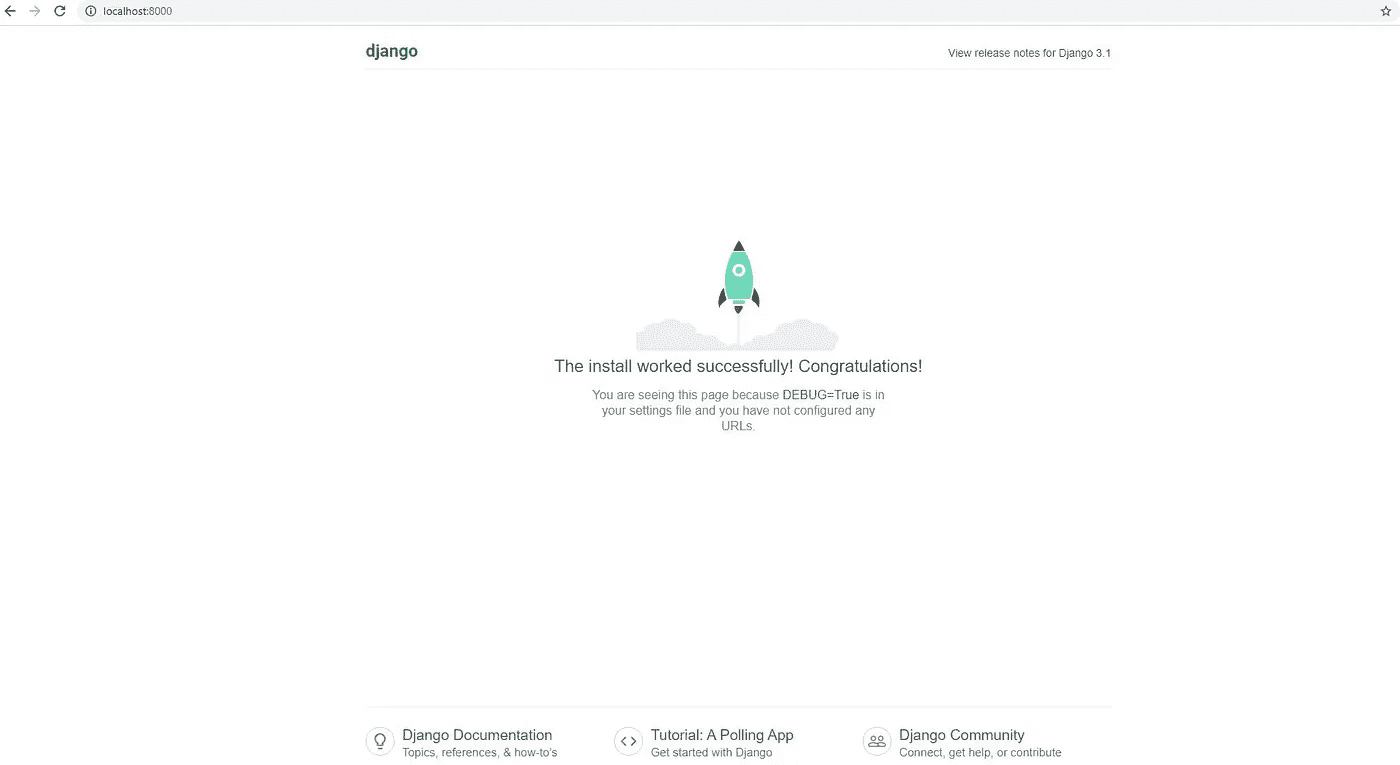 localhost:8000
django
View release notes for Django 3.1
The install worked successfully! Congratulations!
You are seeing this page because DEBUG=True is in
your settings file and you have not configured any
URLs.
Django Documentation
Topics, references, & how-to's
Tutorial: A Polling App
Get started with Django
Django Community
Connect, get help, or contribute